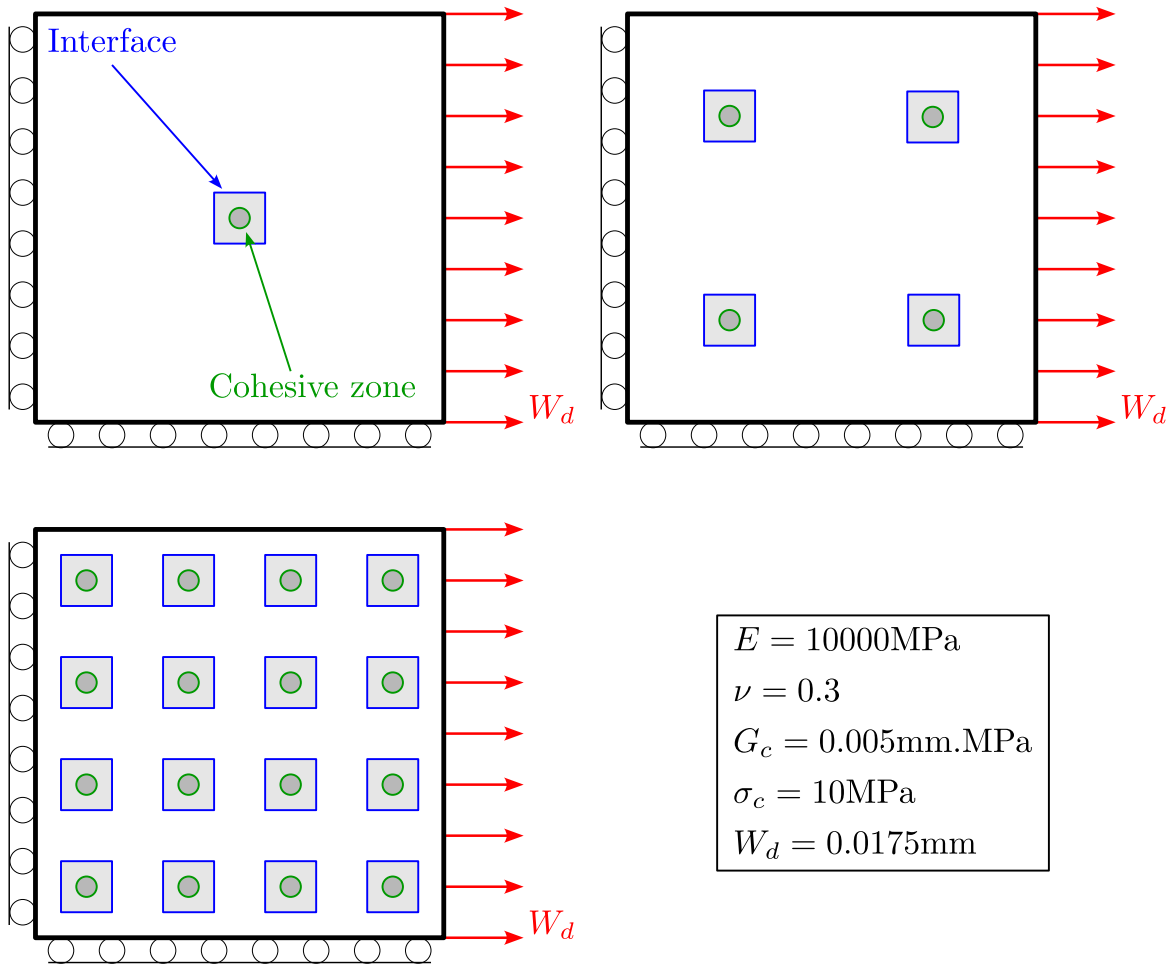 Interface
Cohesive zone
W_d
W_d
W_d
E = 10000MPa
ν = 0.3
G_c = 0.005mm.MPa
σ_c = 10MPa
W_d = 0.0175mm